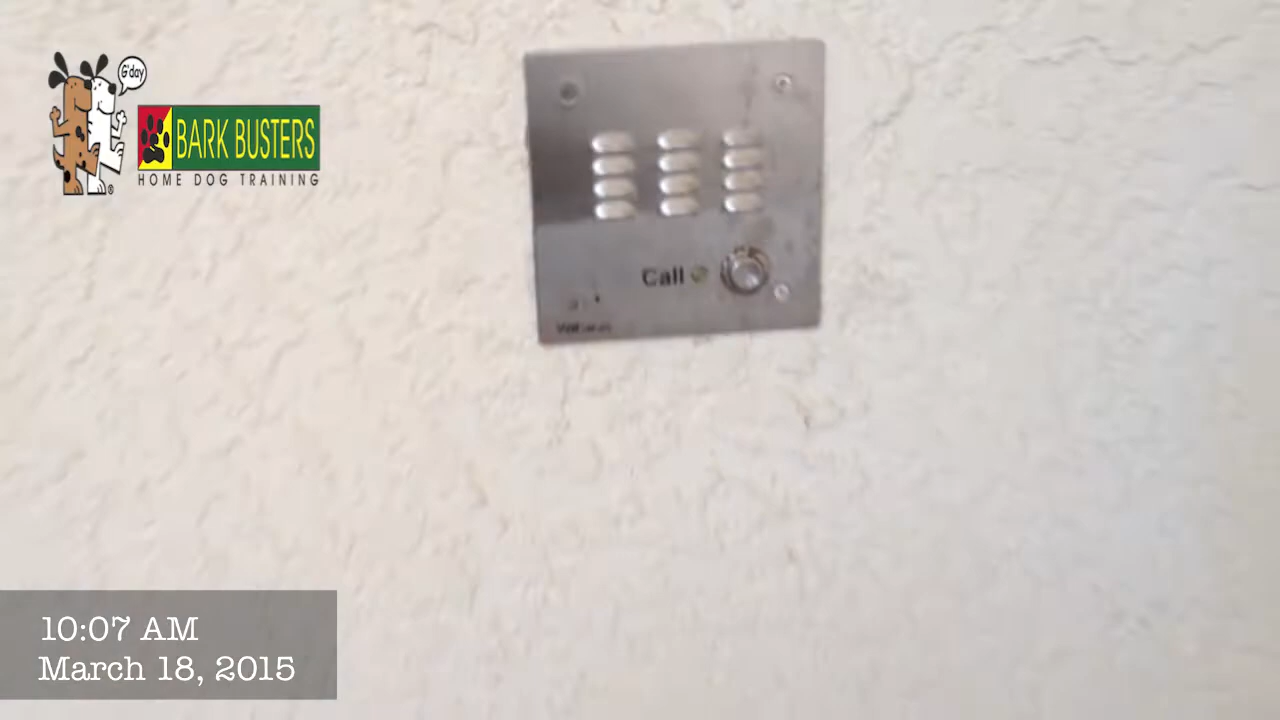 G'day
BARK BUSTERS
HOME DOG TRAINING
®
Call
10:07 AM
March 18, 2015